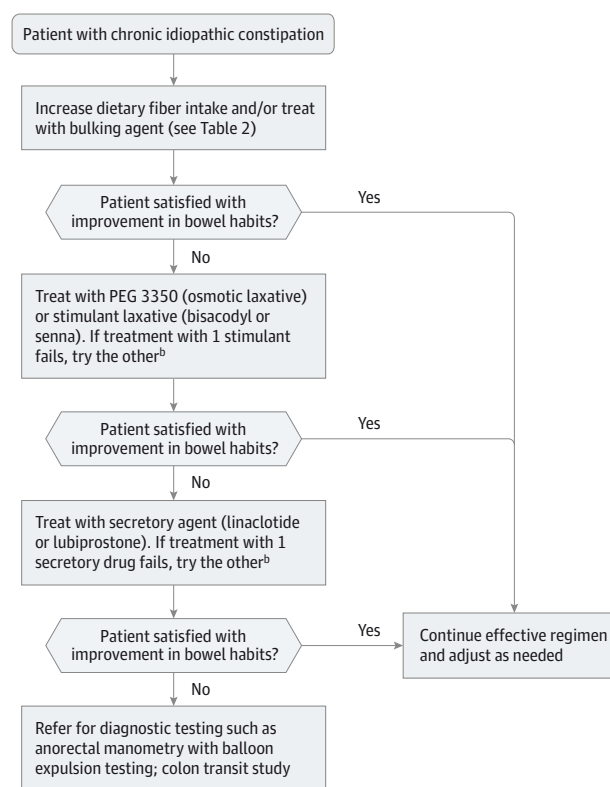 Patient with chronic idiopathic constipation
Increase dietary fiber intake and/or treat
with bulking agent (see Table 2)
Patient satisfied with
improvement in bowel habits?
Yes
No
Treat with PEG 3350 (osmotic laxative)
or stimulant laxative (bisacodyl or
senna). If treatment with 1 stimulant
fails, try the otherᵇ
Patient satisfied with
improvement in bowel habits?
Yes
No
Treat with secretory agent (linaclotide
or lubiprostone). If treatment with 1
secretory drug fails, try the otherᵇ
Patient satisfied with
improvement in bowel habits?
Yes
Continue effective regimen
and adjust as needed
No
Refer for diagnostic testing such as
anorectal manometry with balloon
expulsion testing; colon transit study